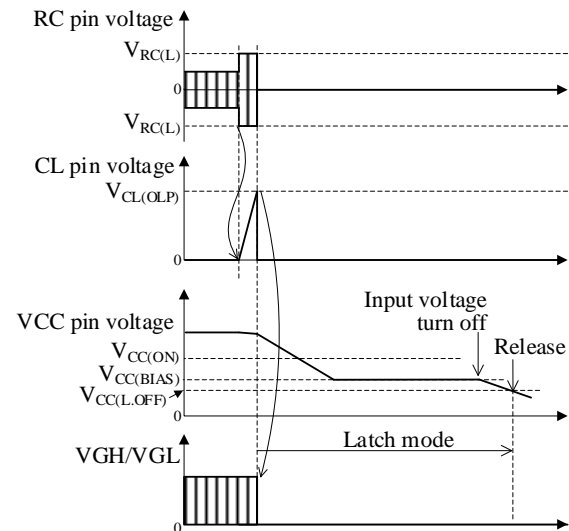 RC pin voltage
VRC(L)
0
VRC(L)
CL pin voltage
VCL(OLP)
0
Input voltage
turn off
Release
VCC pin voltage
VCC(ON)
VCC(BIAS)
VCC(L.OFF)
0
VGH/VGL
Latch mode
0